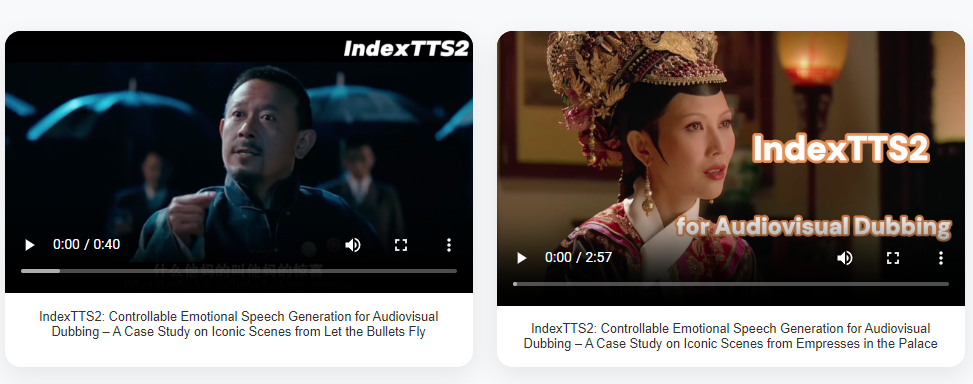 IndexTTS2
0:00 / 0:40
IndexTTS2: Controllable Emotional Speech Generation for Audiovisual
Dubbing – A Case Study on Iconic Scenes from Let the Bullets Fly
IndexTTS2
for Audiovisual Dubbing
0:00 / 2:57
IndexTTS2: Controllable Emotional Speech Generation for Audiovisual
Dubbing – A Case Study on Iconic Scenes from Empresses in the Palace